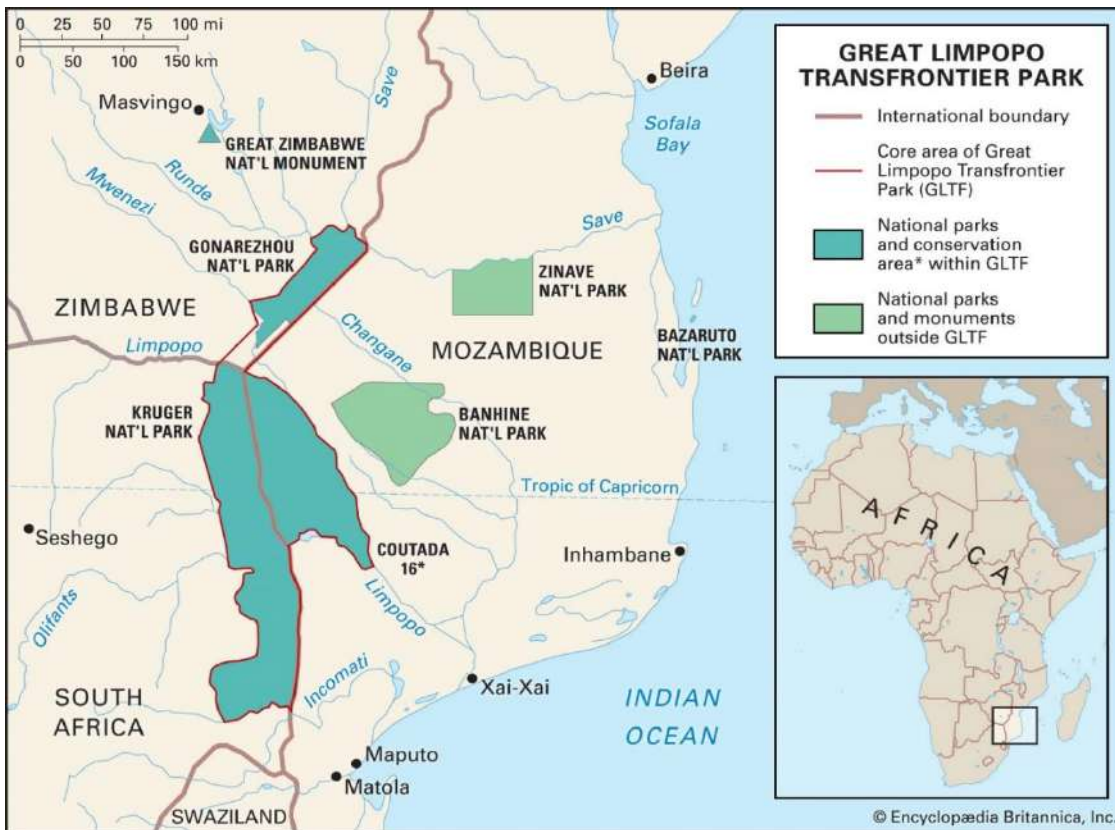 0 25 50 75 100 mi
0 50 100 150 km
Masvingo
GREAT ZIMBABWE
NAT'L MONUMENT
Save
Beira
Sofala
Bay
Runde
Mwenezi
GONAREZHOU
NAT'L PARK
Save
ZINAVE
NAT'L PARK
ZIMBABWE
Changane
MOZAMBIQUE
BAZARUTO
NAT'L PARK
Limpopo
KRUGER
NAT'L PARK
BANHINE
NAT'L PARK
Tropic of Capricorn
Seshego
COUTADA
16*
Inhambane
Olifants
Limpopo
Incomati
Xai-Xai
SOUTH
AFRICA
INDIAN
OCEAN
Maputo
Matola
SWAZILAND
GREAT LIMPOPO
TRANSFRONTIER PARK
International boundary
Core area of Great
Limpopo Transfrontier
Park (GLTF)
National parks
and conservation
area* within GLTF
National parks
and monuments
outside GLTF
AFRICA
© Encyclopædia Britannica, Inc.